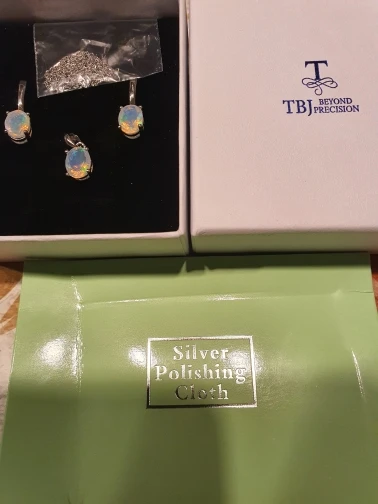 T
TBJ BEYOND
PRECISION
Silver
Polishing
Cloth